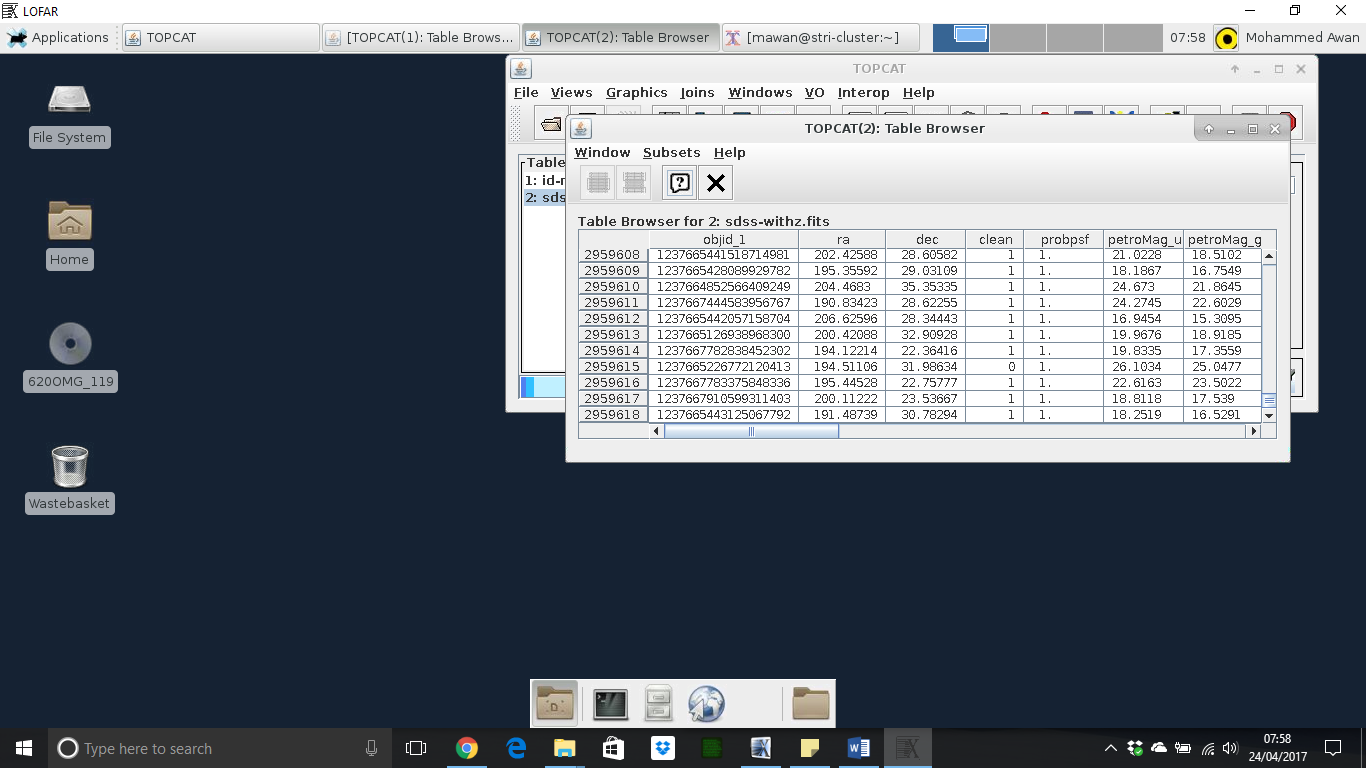 LOFAR
Applications TOPCAT [TOPCAT(1): Table Brows... TOPCAT(2): Table Browser [mawan@stri-cluster:~] 07:58 Mohammed Awan
File System
Home
620OMG_119
Wastebasket
TOPCAT
File Views Graphics Joins Windows VO Interop Help
Table
1: id-
2: sds
TOPCAT(2): Table Browser
Window Subsets Help
Table Browser for 2: sdss-withz.fits
objid_1 ra dec clean probpsf petroMag_u petroMag_g
2959608 1237665441518714981 202.42588 28.60582 1 1. 21.0228 18.5102
2959609 1237665428089929782 195.35592 29.03109 1 1. 18.1867 16.7549
2959610 1237664852566409249 204.4683 35.35335 1 1. 24.673 21.8645
2959611 1237667444583956767 190.83423 28.62255 1 1. 24.2745 22.6029
2959612 1237665442057158704 206.62596 28.34443 1 1. 16.9454 15.3095
2959613 1237665126938968300 200.42088 32.90928 1 1. 19.9676 18.9185
2959614 1237667782838452302 194.12214 22.36416 1 1. 19.8335 17.3559
2959615 1237665226772120413 194.51106 31.98634 0 1. 26.1034 25.0477
2959616 1237667783375848336 195.44528 22.75777 1 1. 22.6163 23.5022
2959617 1237667910599311403 200.11222 23.53667 1 1. 18.8118 17.539
2959618 1237665443125067792 191.48739 30.78294 1 1. 18.2519 16.5291
Type here to search
07:58
24/04/2017